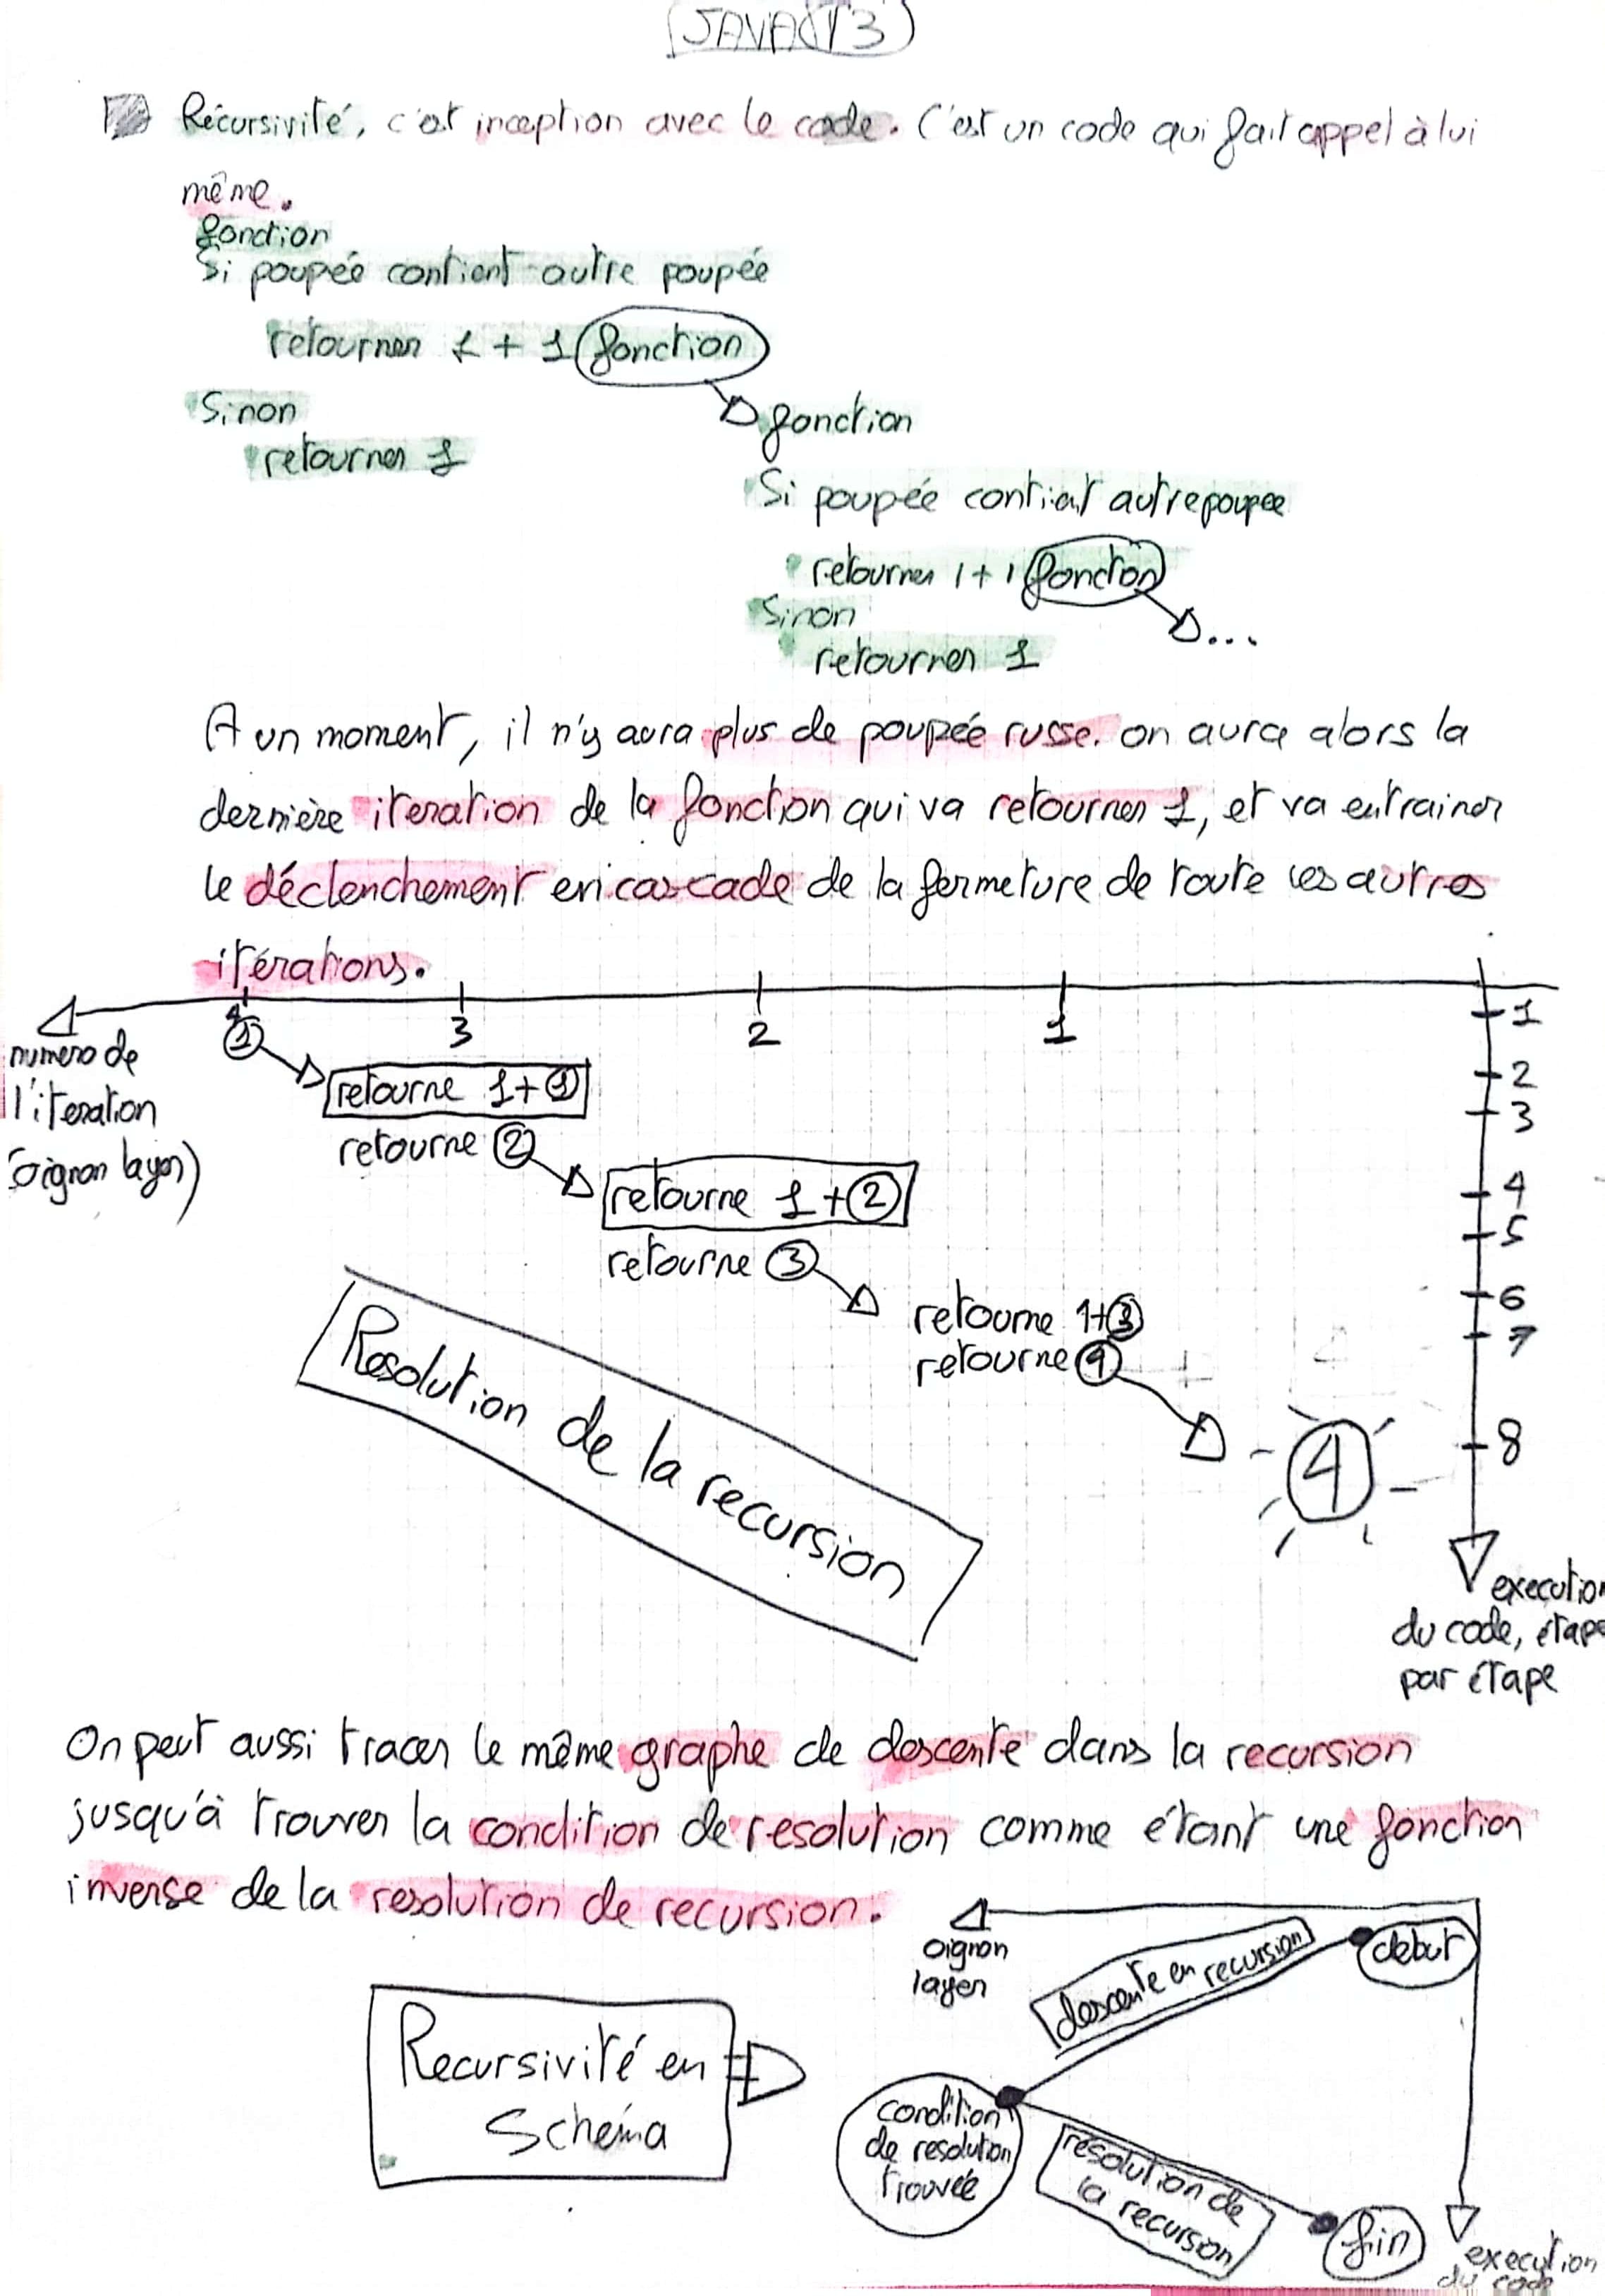 JAVA 13
Récursivité, c'est inception avec le code. C'est un code qui fait appel à lui
même.
fonction
Si poupée contient autre poupée
retourner 1 + 1 fonction
Sinon
retourner 1
fonction
Si poupée contient autre poupee
retourner 1 + 1 fonction
Sinon
retourner 1
...
A un moment, il n'y aura plus de poupée russe. on aura alors la
dernière iteration de la fonction qui va retourner 1, et va entrainer
le déclenchement en cascade de la fermeture de toute les autres
itérations.
4 3 2 1
numero de
l'iteration
(oignon layer)
1
retourne 1+1
retourne 2
retourne 1+2
retourne 3
retourne 1+3
retourne 4
4
1
2
3
4
5
6
7
8
execution
du code, étape
par étape
Resolution de la recursion
On peut aussi tracer le même graphe de descente dans la recursion
jusqu'à trouver la condition de resolution comme étant une fonction
inverse de la resolution de recursion.
oignon
layer
descente en recursion
debut
Recursivité en
Schéma
condition
de resolution
trouvée
résolution de
la recursion
fin
execution
du code